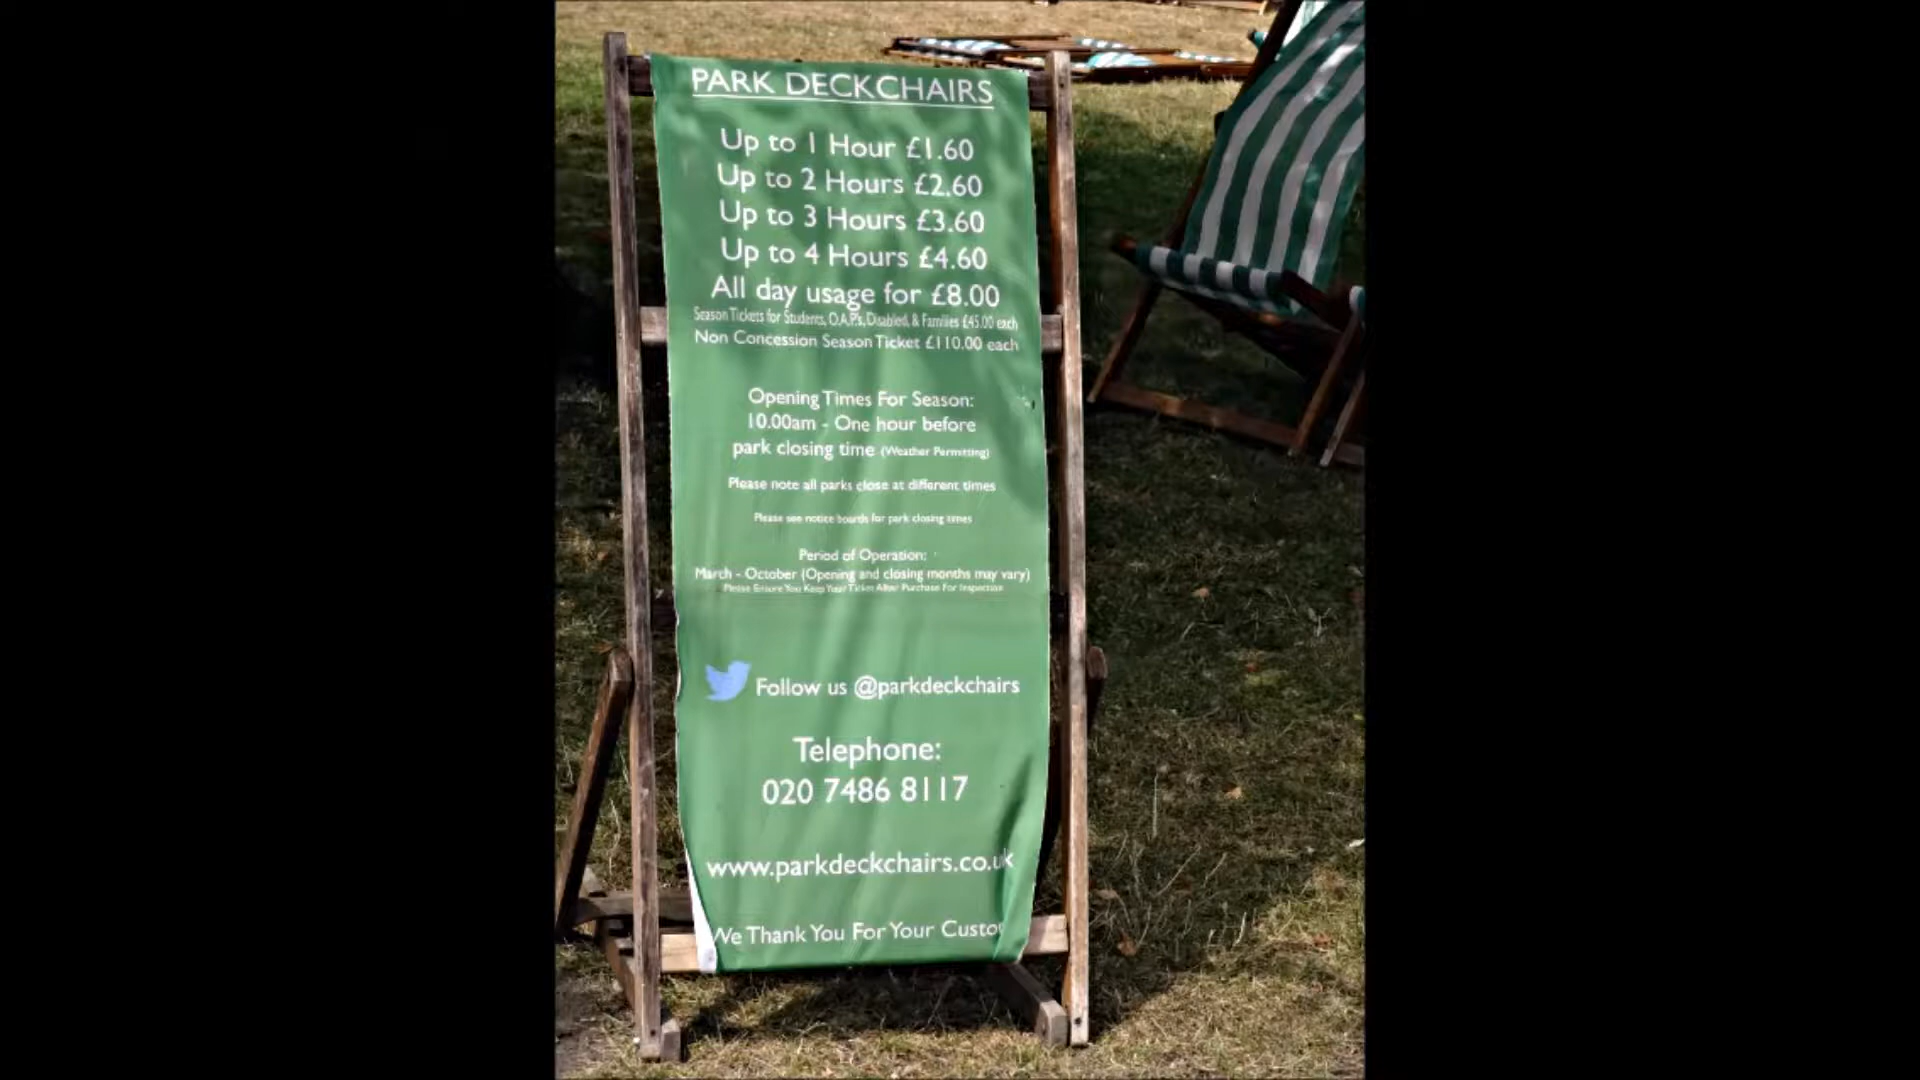 PARK DECKCHAIRS
Up to 1 Hour £1.60
Up to 2 Hours £2.60
Up to 3 Hours £3.60
Up to 4 Hours £4.60
All day usage for £8.00
Season Tickets for Students, O.A.P.s, Disabled, & Families £45.00 each
Non Concession Season Ticket £110.00 each
Opening Times For Season:
10.00am - One hour before
park closing time (Weather Permitting)
Please note all parks close at different times
Please see notice boards for park closing times
Period of Operation:
March - October (Opening and closing months may vary)
Please Ensure You Keep Your Ticket After Purchase For Inspection
Follow us @parkdeckchairs
Telephone:
020 7486 8117
www.parkdeckchairs.co.uk
We Thank You For Your Custo